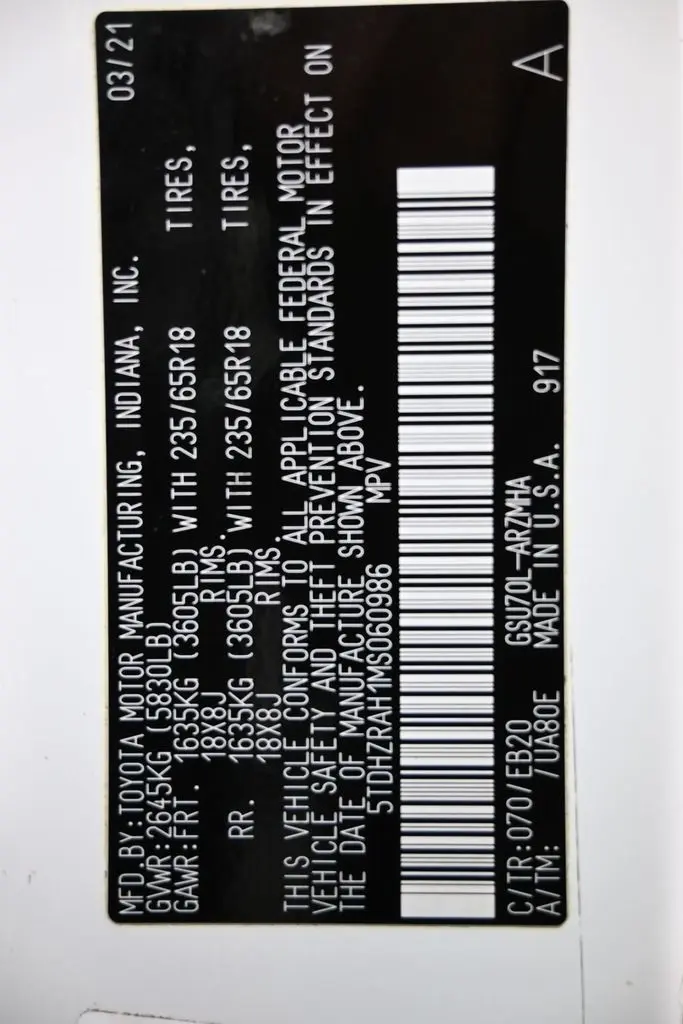 MFD.BY:TOYOTA MOTOR MANUFACTURING, INDIANA, INC. 03/21
GVWR:2645KG (5830LB)
GAWR:FRT. 1635KG (3605LB) WITH 235/65R18 TIRES,
18X8J RIMS.
RR. 1635KG (3605LB) WITH 235/65R18 TIRES,
18X8J RIMS.
THIS VEHICLE CONFORMS TO ALL APPLICABLE FEDERAL MOTOR
VEHICLE SAFETY AND THEFT PREVENTION STANDARDS IN EFFECT ON
THE DATE OF MANUFACTURE SHOWN ABOVE.
5TDHZRAH1MS060986 MPV
C/TR:070/EB20 GSU70L-ARZMHA
A/TM: /UA80E MADE IN U.S.A. 917 A